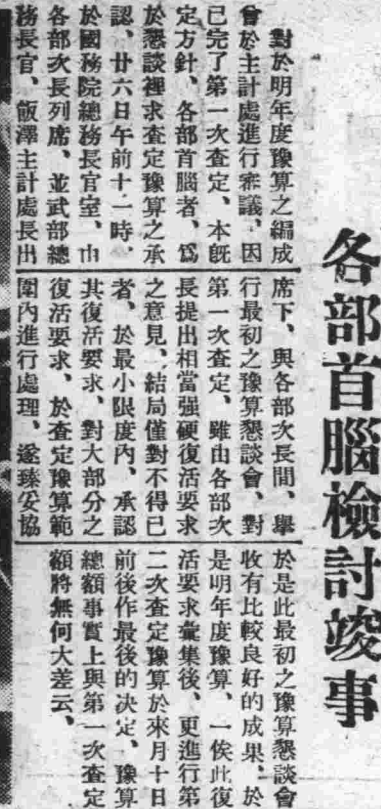 各部首腦檢討竣事
對於明年度豫算之編成
會於主計處進行審議、因
已完了第一次查定、本旣
定方針、各部首腦者、爲
於懇談裡求查定豫算之承
認、廿六日午前十一時、
於國務院總務長官室、由
各部次長列席、並武部總
務長官、飯澤主計處長出
席下、與各部次長間、舉
行最初之豫算懇談會、對
第一次查定、雖由各部次
長提出相當强硬復活要求
之意見、結局僅對不得已
者、於最小限度內、承認
其復活要求、對大部分之
復活要求、於查定豫算範
圍內進行處理、遂臻妥協
於是此最初之豫算懇談會
收有比較良好的成果、於
是明年度豫算、一俟此復
活要求彙集後、更進行第
二次查定豫算於來月十日
前後作最後的決定、豫算
總額事實上與第一次查定
額將無何大差云、